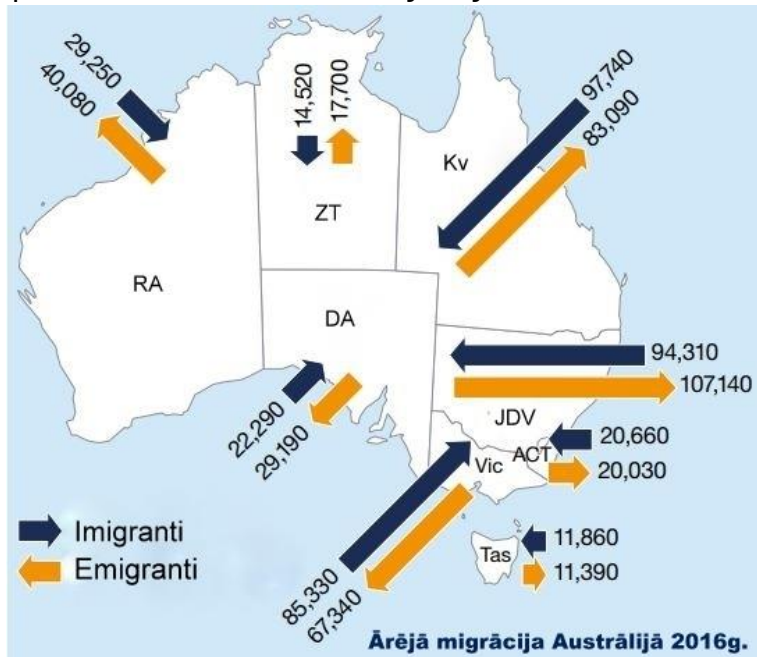 29,250
40,080
14,520
17,700
97,740
83,090
Kv
ZT
RA
DA
94,310
107,140
JDV
22,290
29,190
20,660
ACT
Vic
20,030
Imigranti
Emigranti
85,330
67,340
Tas
11,860
11,390
Ārējā migrācija Austrālijā 2016g.